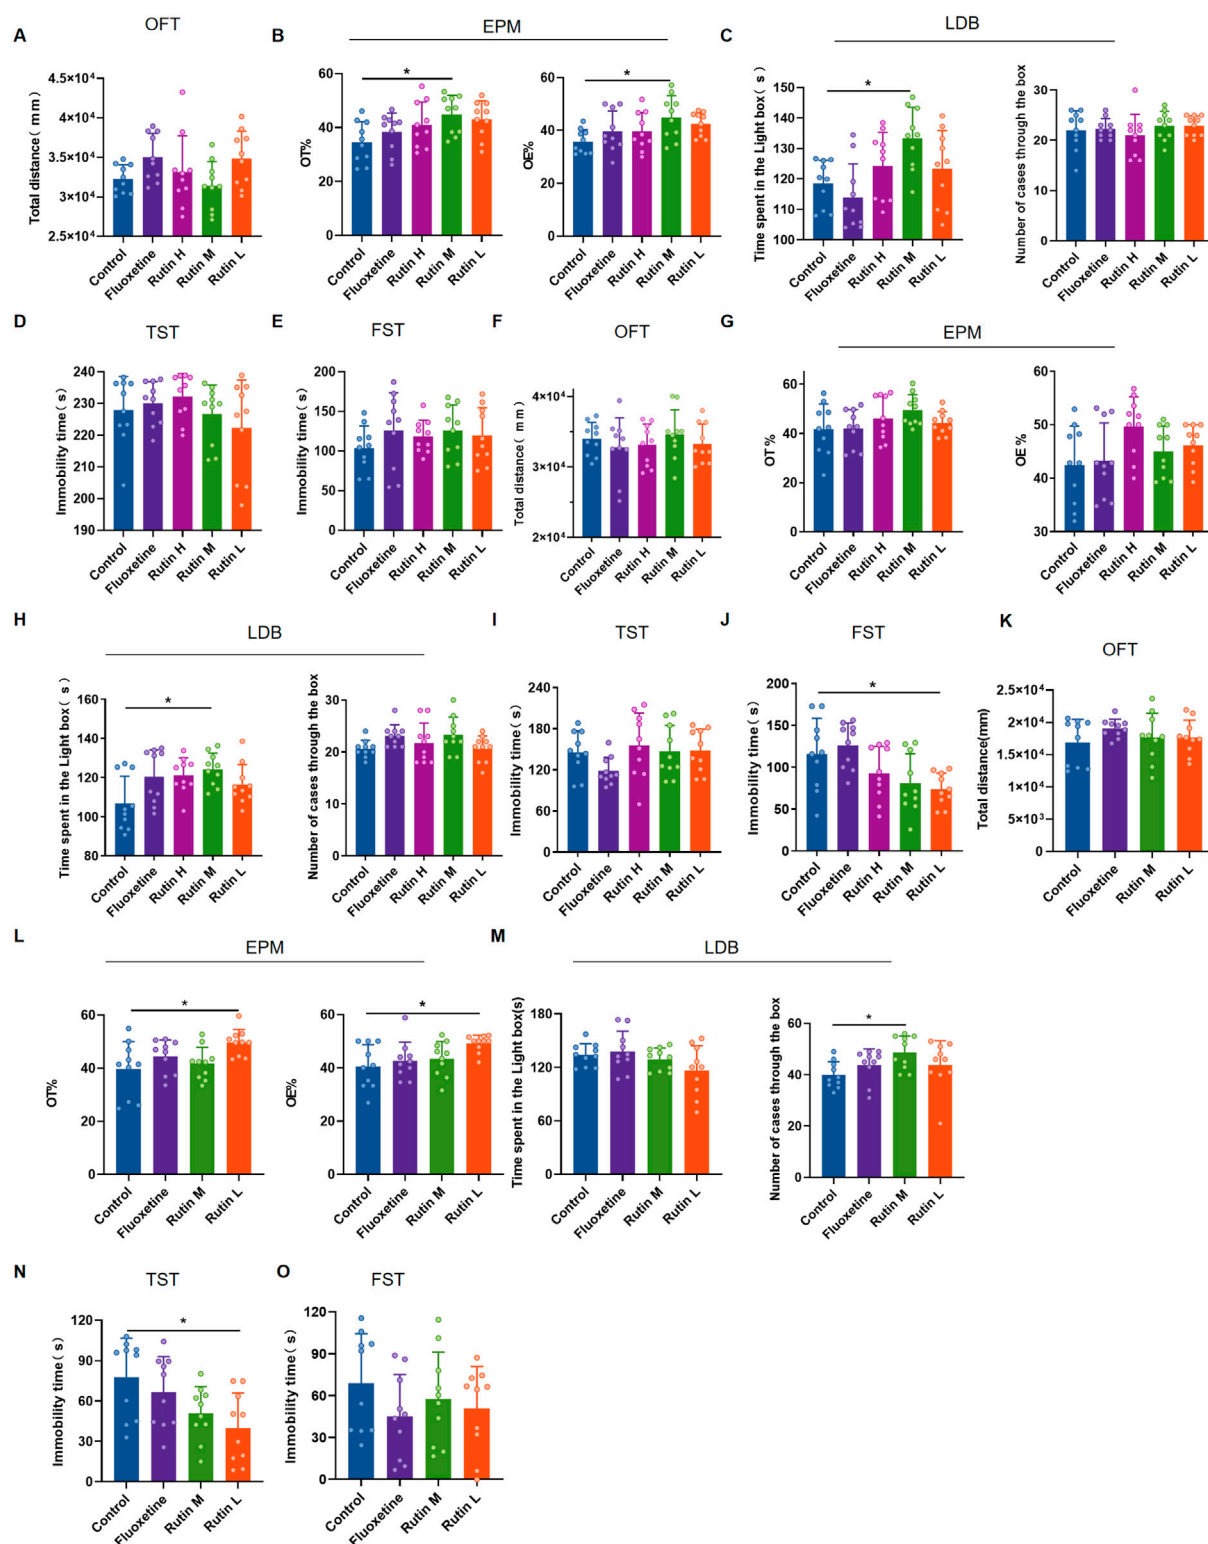 A
OFT
Total distance( mm)
4.5×10⁴
4.0×10⁴
3.5×10⁴
3.0×10⁴
2.5×10⁴
Control
Fluoxetine
Rutin H
Rutin M
Rutin L
B
EPM
OT%
60
40
20
0
*
Control
Fluoxetine
Rutin H
Rutin M
Rutin L
OE%
60
40
20
0
*
Control
Fluoxetine
Rutin H
Rutin M
Rutin L
C
LDB
Time spent in the Light box( s)
150
140
130
120
110
100
*
Control
Fluoxetine
Rutin H
Rutin M
Rutin L
Number of cases through the box
40
30
20
10
0
Control
Fluoxetine
Rutin H
Rutin M
Rutin L
D
TST
Immobility time( s)
240
230
220
210
200
190
Control
Fluoxetine
Rutin H
Rutin M
Rutin L
E
FST
Immobility time( s)
200
150
100
50
0
Control
Fluoxetine
Rutin H
Rutin M
Rutin L
F
OFT
Total distance( mm)
4×10⁴
3×10⁴
2×10⁴
Control
Fluoxetine
Rutin H
Rutin M
Rutin L
G
EPM
OT %
60
40
20
0
Control
Fluoxetine
Rutin H
Rutin M
Rutin L
OE %
60
50
40
30
Control
Fluoxetine
Rutin H
Rutin M
Rutin L
H
LDB
Time spent in the Light box( s)
160
140
120
100
80
*
Control
Fluoxetine
Rutin H
Rutin M
Rutin L
Number of cases through the box
30
20
10
0
Control
Fluoxetine
Rutin H
Rutin M
Rutin L
I
TST
Immobility time( s)
240
180
120
60
0
Control
Fluoxetine
Rutin H
Rutin M
Rutin L
J
FST
Immobility time( s)
200
150
100
50
0
*
Control
Fluoxetine
Rutin H
Rutin M
Rutin L
K
OFT
Total distance(mm)
2.5×10⁴
2×10⁴
1.5×10⁴
1×10⁴
5×10³
0
Control
Fluoxetine
Rutin M
Rutin L
L
EPM
OT%
60
40
20
0
*
Control
Fluoxetine
Rutin M
Rutin L
OE%
60
40
20
0
*
Control
Fluoxetine
Rutin M
Rutin L
M
LDB
Time spent in the Light box(s)
180
120
60
0
Control
Fluoxetine
Rutin M
Rutin L
Number of cases through the box
60
40
20
0
*
Control
Fluoxetine
Rutin M
Rutin L
N
TST
Immobility time( s)
120
90
60
30
0
*
Control
Fluoxetine
Rutin M
Rutin L
O
FST
Immobility time( s)
120
90
60
30
0
Control
Fluoxetine
Rutin M
Rutin L